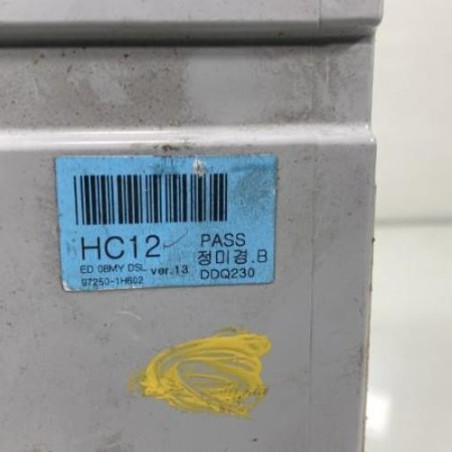 HC12
PASS
ED 08MY DSL ver.13
정미경.B
97250-1H602
DDQ230